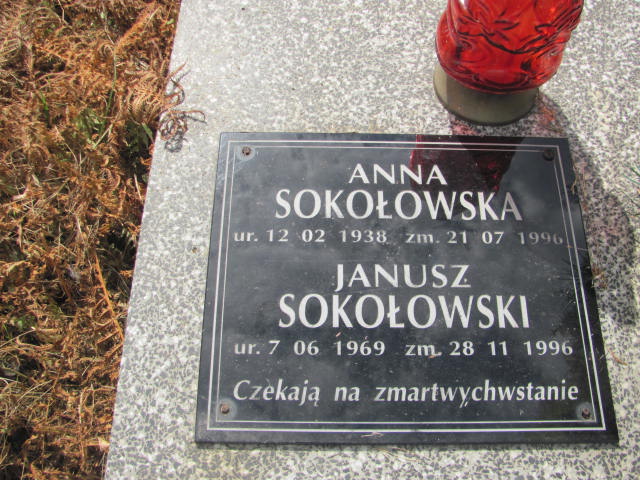 ANNA
SOKOŁOWSKA
ur. 12 02 1938 zm. 21 07 1996
JANUSZ
SOKOŁOWSKI
ur. 7 06 1969 zm. 28 11 1996
Czekają na zmartwychwstanie